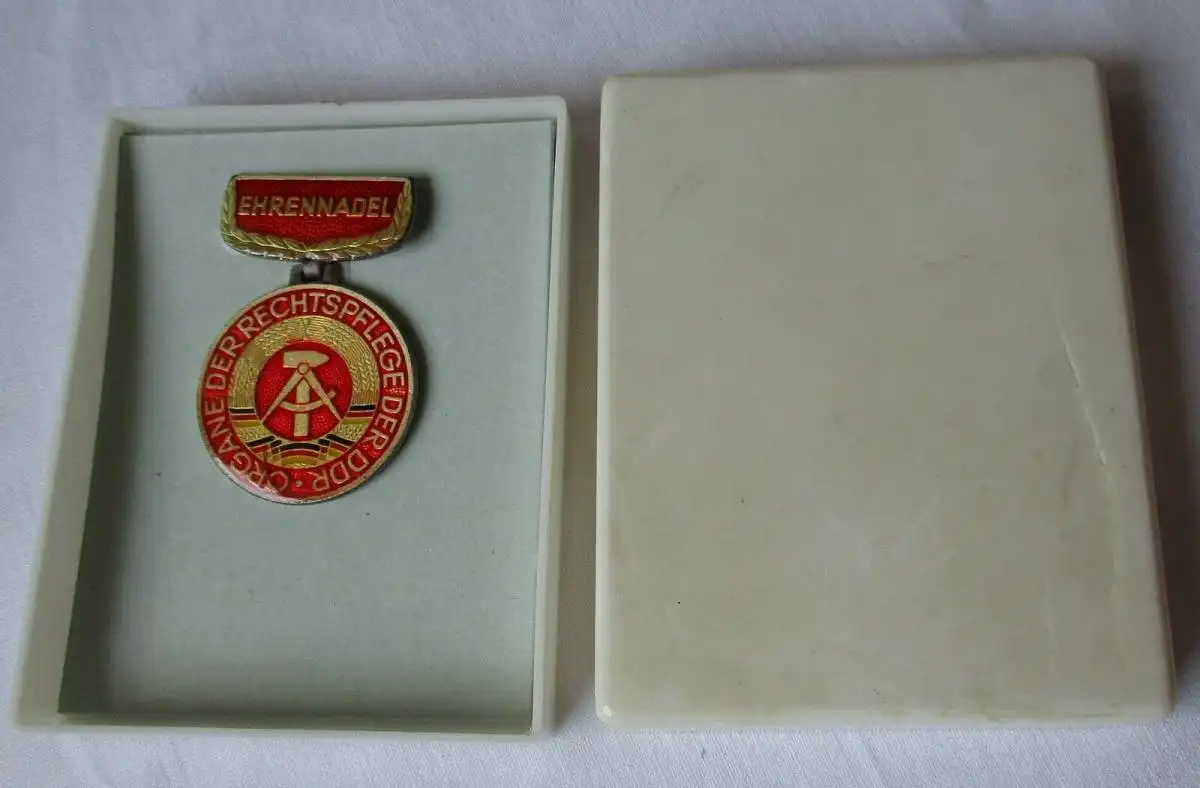 EHRENNADEL
ORGANE DER RECHTSPFLEGE DER DDR •